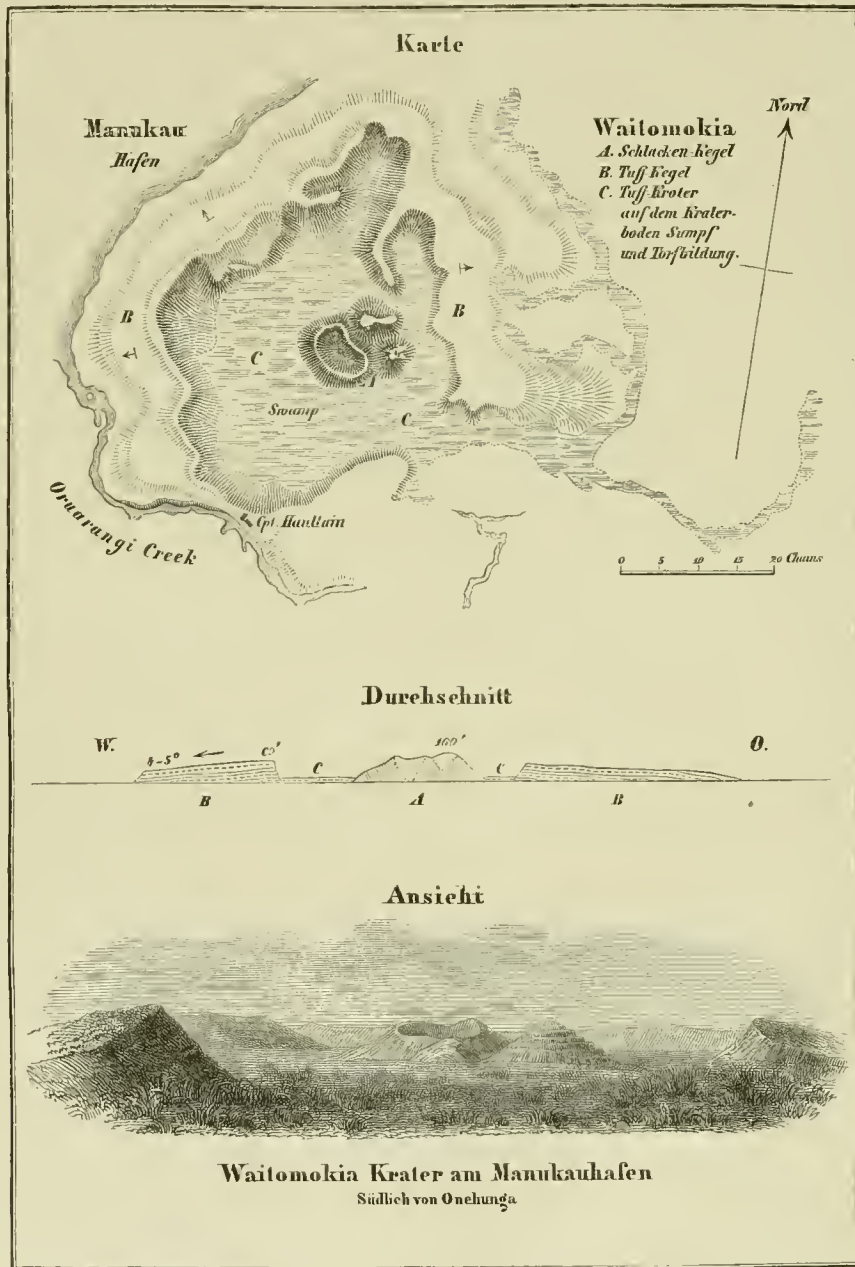 Karte
Manukau
Hafen
Waitomokia
A. Schlacken-Kegel
B. Tuff-Kegel
C. Tuff-Krater
auf dem Krater-
boden Sumpf
und Torfbildung.
Nord
B
B
C
A
Swamp
C
Cpt. Haultain
Oruarangi Creek
0 5 10 15 20 Chains
Durchschnitt
W.
4-5°
C
160'
C
O.
B
A
B
Ansicht
Waitomokia Krater am Manukauhafen
Südlich von Onehunga